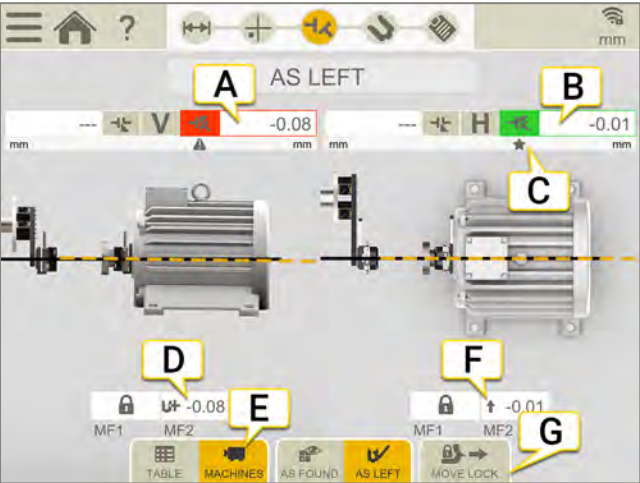 ?
mm
AS LEFT
A
B
--- V -0.08
--- H -0.01
mm mm mm mm
C
D
F
-0.08
-0.01
E
MF1 MF2
MF1 MF2
G
TABLE MACHINES AS FOUND AS LEFT MOVE LOCK